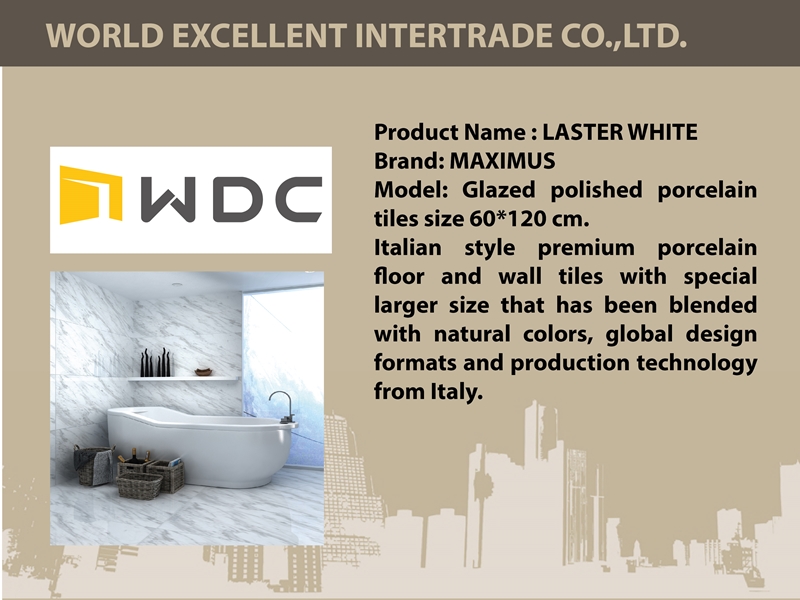 WORLD EXCELLENT INTERTRADE CO.,LTD.
WDC
Product Name : LASTER WHITE
Brand: MAXIMUS
Model: Glazed polished porcelain
tiles size 60*120 cm.
Italian style premium porcelain
floor and wall tiles with special
larger size that has been blended
with natural colors, global design
formats and production technology
from Italy.